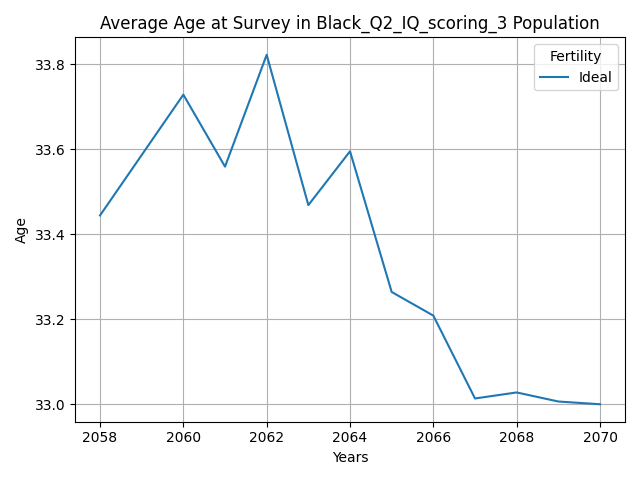 Average Age at Survey in Black_Q2_IQ_scoring_3 Population
Fertility
Ideal
33.8
33.6
33.4
33.2
33.0
Age
2058 2060 2062 2064 2066 2068 2070
Years